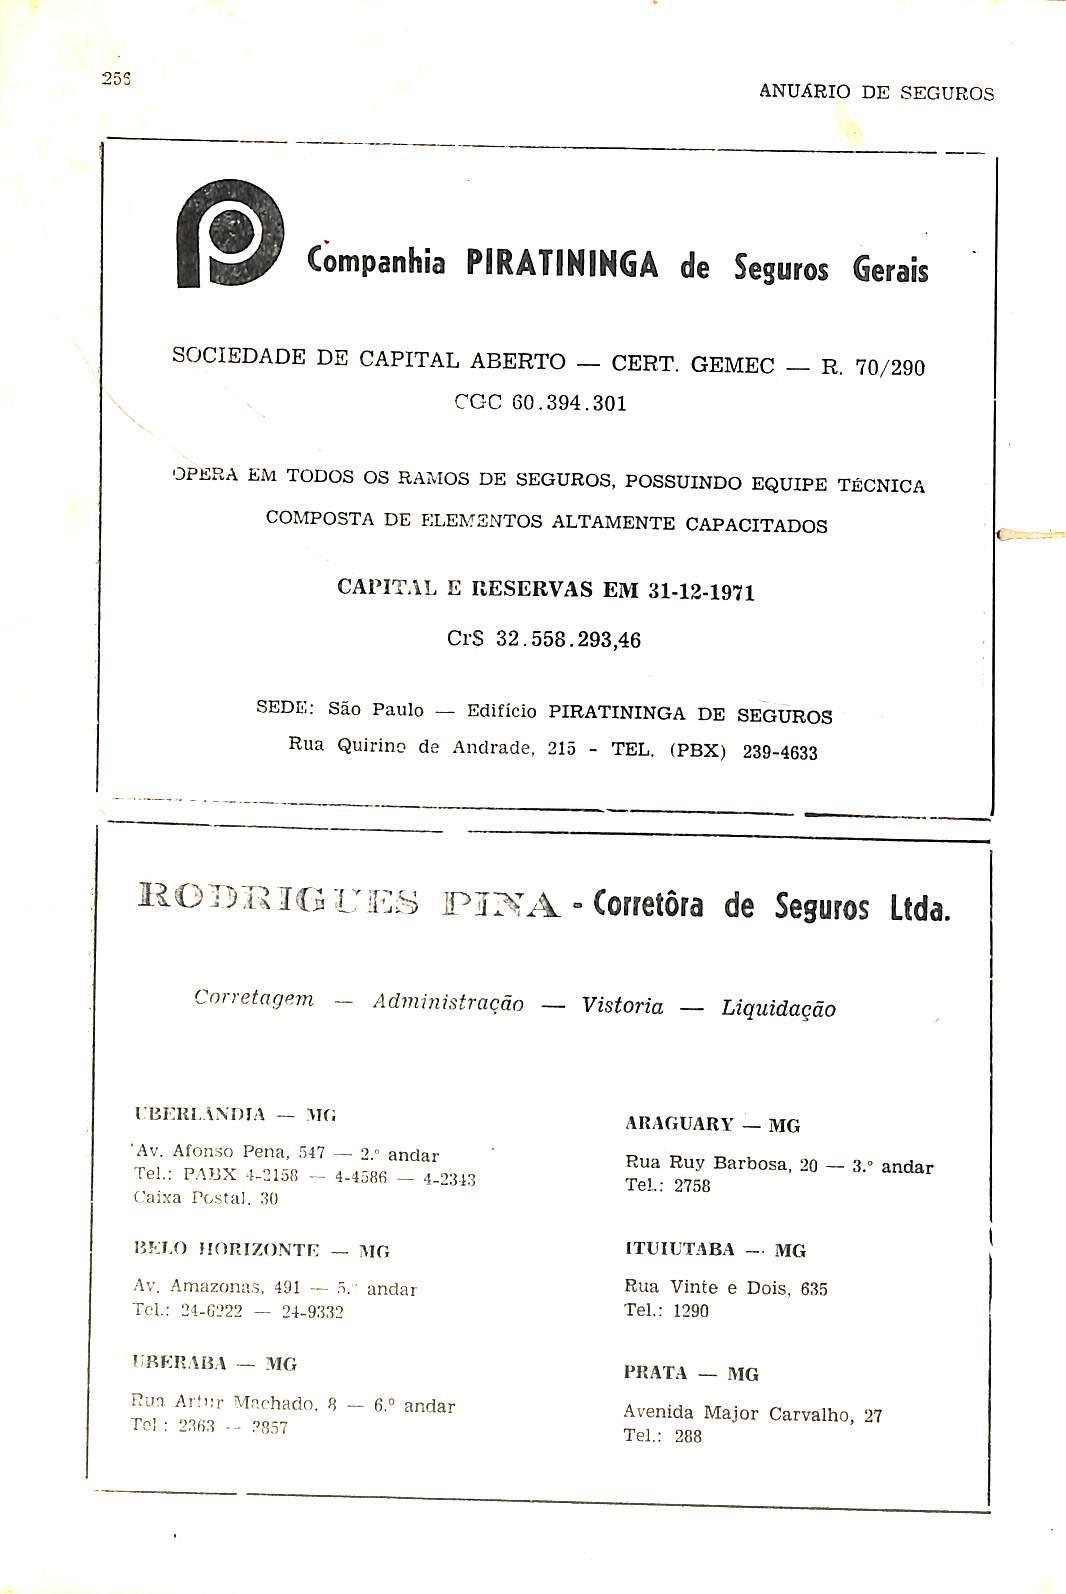 ANUÁRIO DE SEGUROS
Companhia PIRATININGA de Seguros Gerais
SOCIEDADE DE CAPITAL ABERTO — CERT. GEMEC — R. 70/290
CGC 60.394.301
OPERA EM TODOS OS RAMOS DE SEGUROS, POSSUINDO EQUIPE TÉCNICA
COMPOSTA DE ELEMENTOS ALTAMENTE CAPACITADOS
CAPITAL E RESERVAS EM 31-12-1971
Cr$ 32.558.293,46
SEDE: São Paulo — Edifício PIRATININGA DE SEGUROS
Rua Quirino de Andrade, 215 - TEL. (PBX) 239-4633
RODRIGUES PINA - Corretôra de Seguros Ltda.
Corretagem — Administração — Vistoria — Liquidação
UBERLÂNDIA — MG
Av. Afonso Pena, 547 — 2.º andar
Tel.: PABX 4-2158 — 4-4586 — 4-2343
Caixa Postal, 30
BELO HORIZONTE — MG
Av. Amazonas, 491 — 5.º andar
Tel.: 24-6222 — 24-9332
UBERABA — MG
Rua Artur Machado, 8 — 6.º andar
Tel.: 2363 --
ARAGUARY — MG
Rua Ruy Barbosa, 20 — 3.º andar
Tel.: 2758
ITUIUTABA — MG
Rua Vinte e Dois, 635
Tel.: 1290
PRATA — MG
Avenida Major Carvalho, 27
Tel.: 288